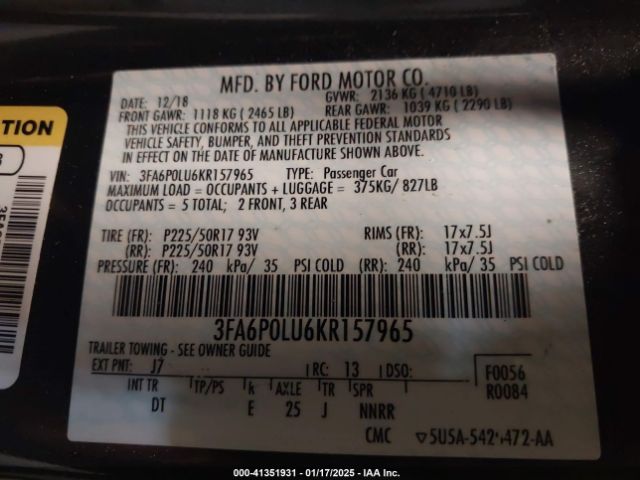 MFD. BY FORD MOTOR CO.
DATE: 12/18 GVWR: 2136 KG ( 4710 LB)
FRONT GAWR: 1118 KG ( 2465 LB) REAR GAWR: 1039 KG ( 2290 LB)
THIS VEHICLE CONFORMS TO ALL APPLICABLE FEDERAL MOTOR
VEHICLE SAFETY, BUMPER, AND THEFT PREVENTION STANDARDS
IN EFFECT ON THE DATE OF MANUFACTURE SHOWN ABOVE.
VIN: 3FA6P0LU6KR157965 TYPE: Passenger Car
MAXIMUM LOAD = OCCUPANTS + LUGGAGE = 375KG/ 827LB
OCCUPANTS = 5 TOTAL; 2 FRONT, 3 REAR
TIRE (FR): P225/50R17 93V RIMS (FR): 17x7.5J
(RR): P225/50R17 93V (RR): 17x7.5J
PRESSURE (FR): 240 kPa/ 35 PSI COLD (RR): 240 kPa/ 35 PSI COLD
3FA6P0LU6KR157965
TRAILER TOWING - SEE OWNER GUIDE
EXT PNT: J7 RC: 13 DSO: F0056
INT TR TP/PS R AXLE TR SPR R0084
DT E 25 J NNRR
CMC 5U5A-542 472-AA
TION
000-41351931 - 01/17/2025 - IAA Inc.